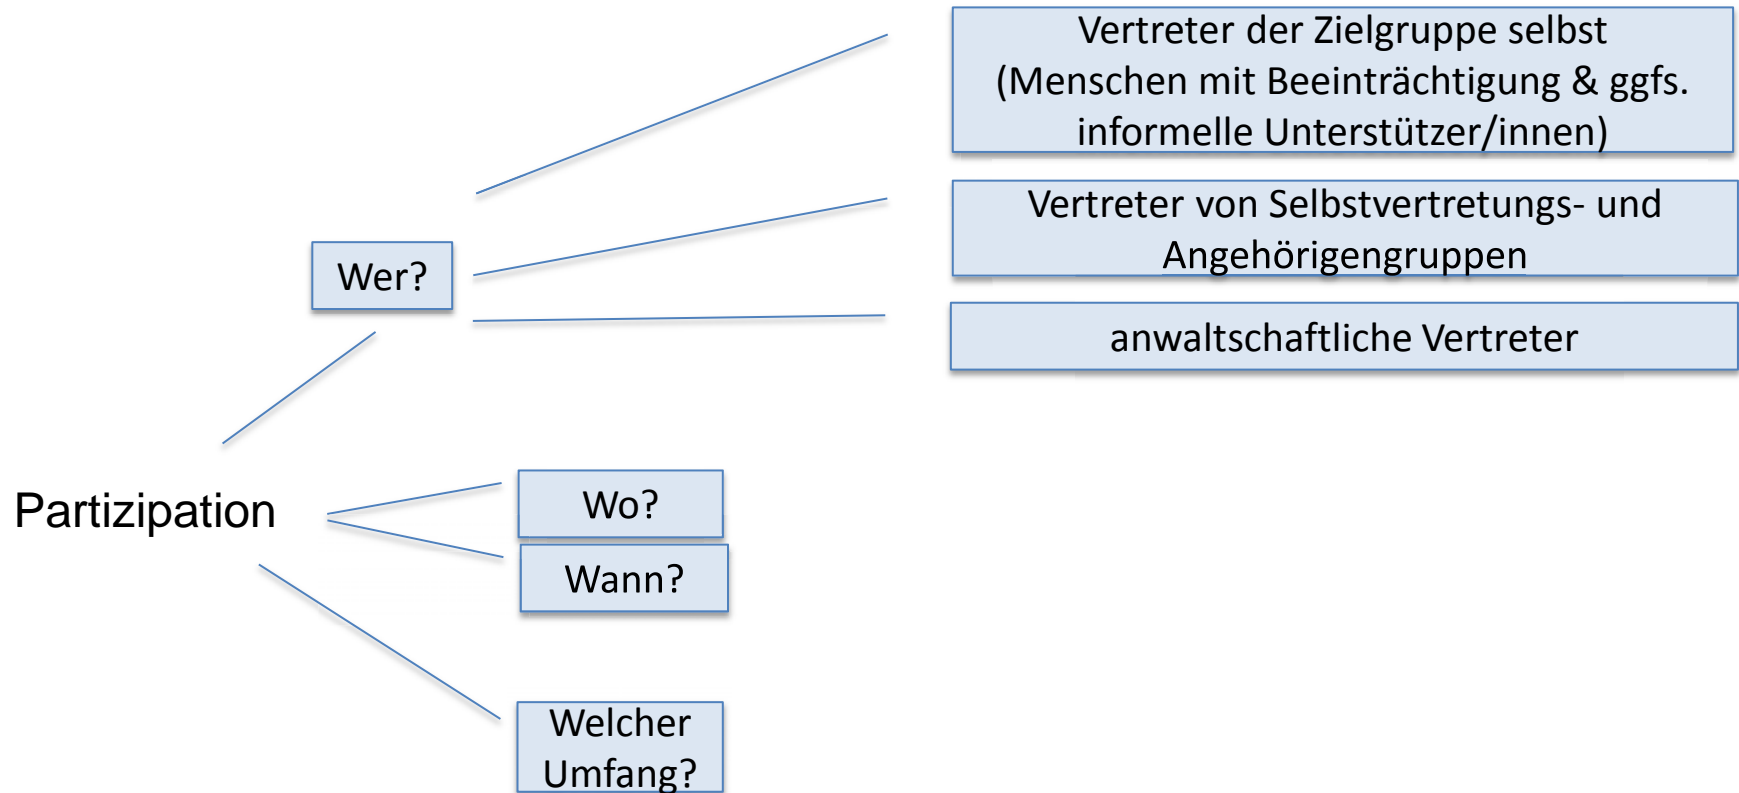 Vertreter der Zielgruppe selbst
(Menschen mit Beeinträchtigung & ggfs.
informelle Unterstützer/innen)
Vertreter von Selbstvertretungs- und
Angehörigengruppen
Wer?
anwaltschaftliche Vertreter
Partizipation
Wo?
Wann?
Welcher
Umfang?